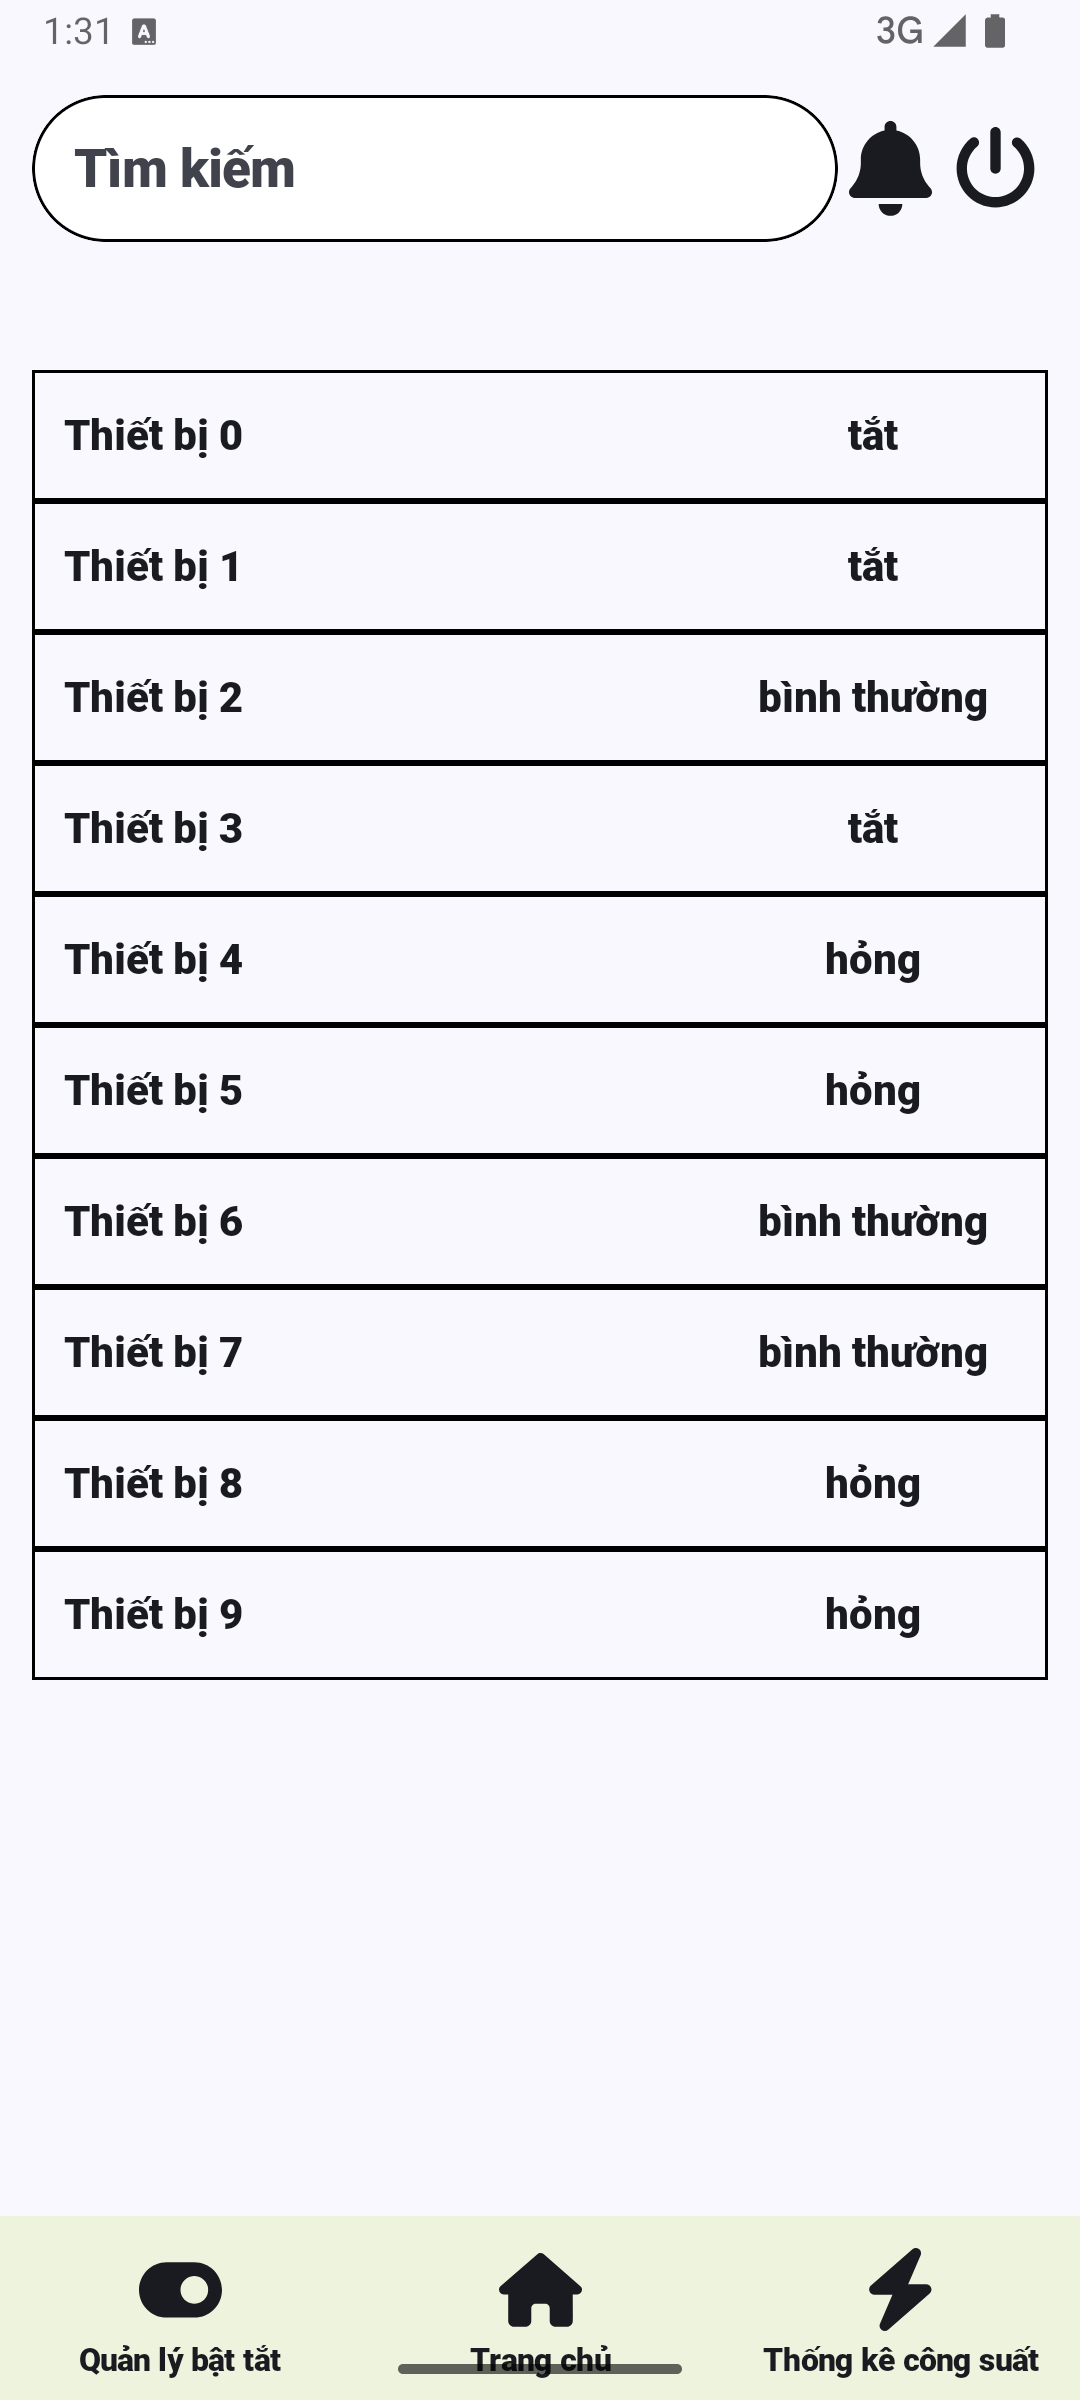 1:31
3G
Tìm kiếm
Thiết bị 0 tắt
Thiết bị 1 tắt
Thiết bị 2 bình thường
Thiết bị 3 tắt
Thiết bị 4 hỏng
Thiết bị 5 hỏng
Thiết bị 6 bình thường
Thiết bị 7 bình thường
Thiết bị 8 hỏng
Thiết bị 9 hỏng
Quản lý bật tắt Trang chủ Thống kê công suất